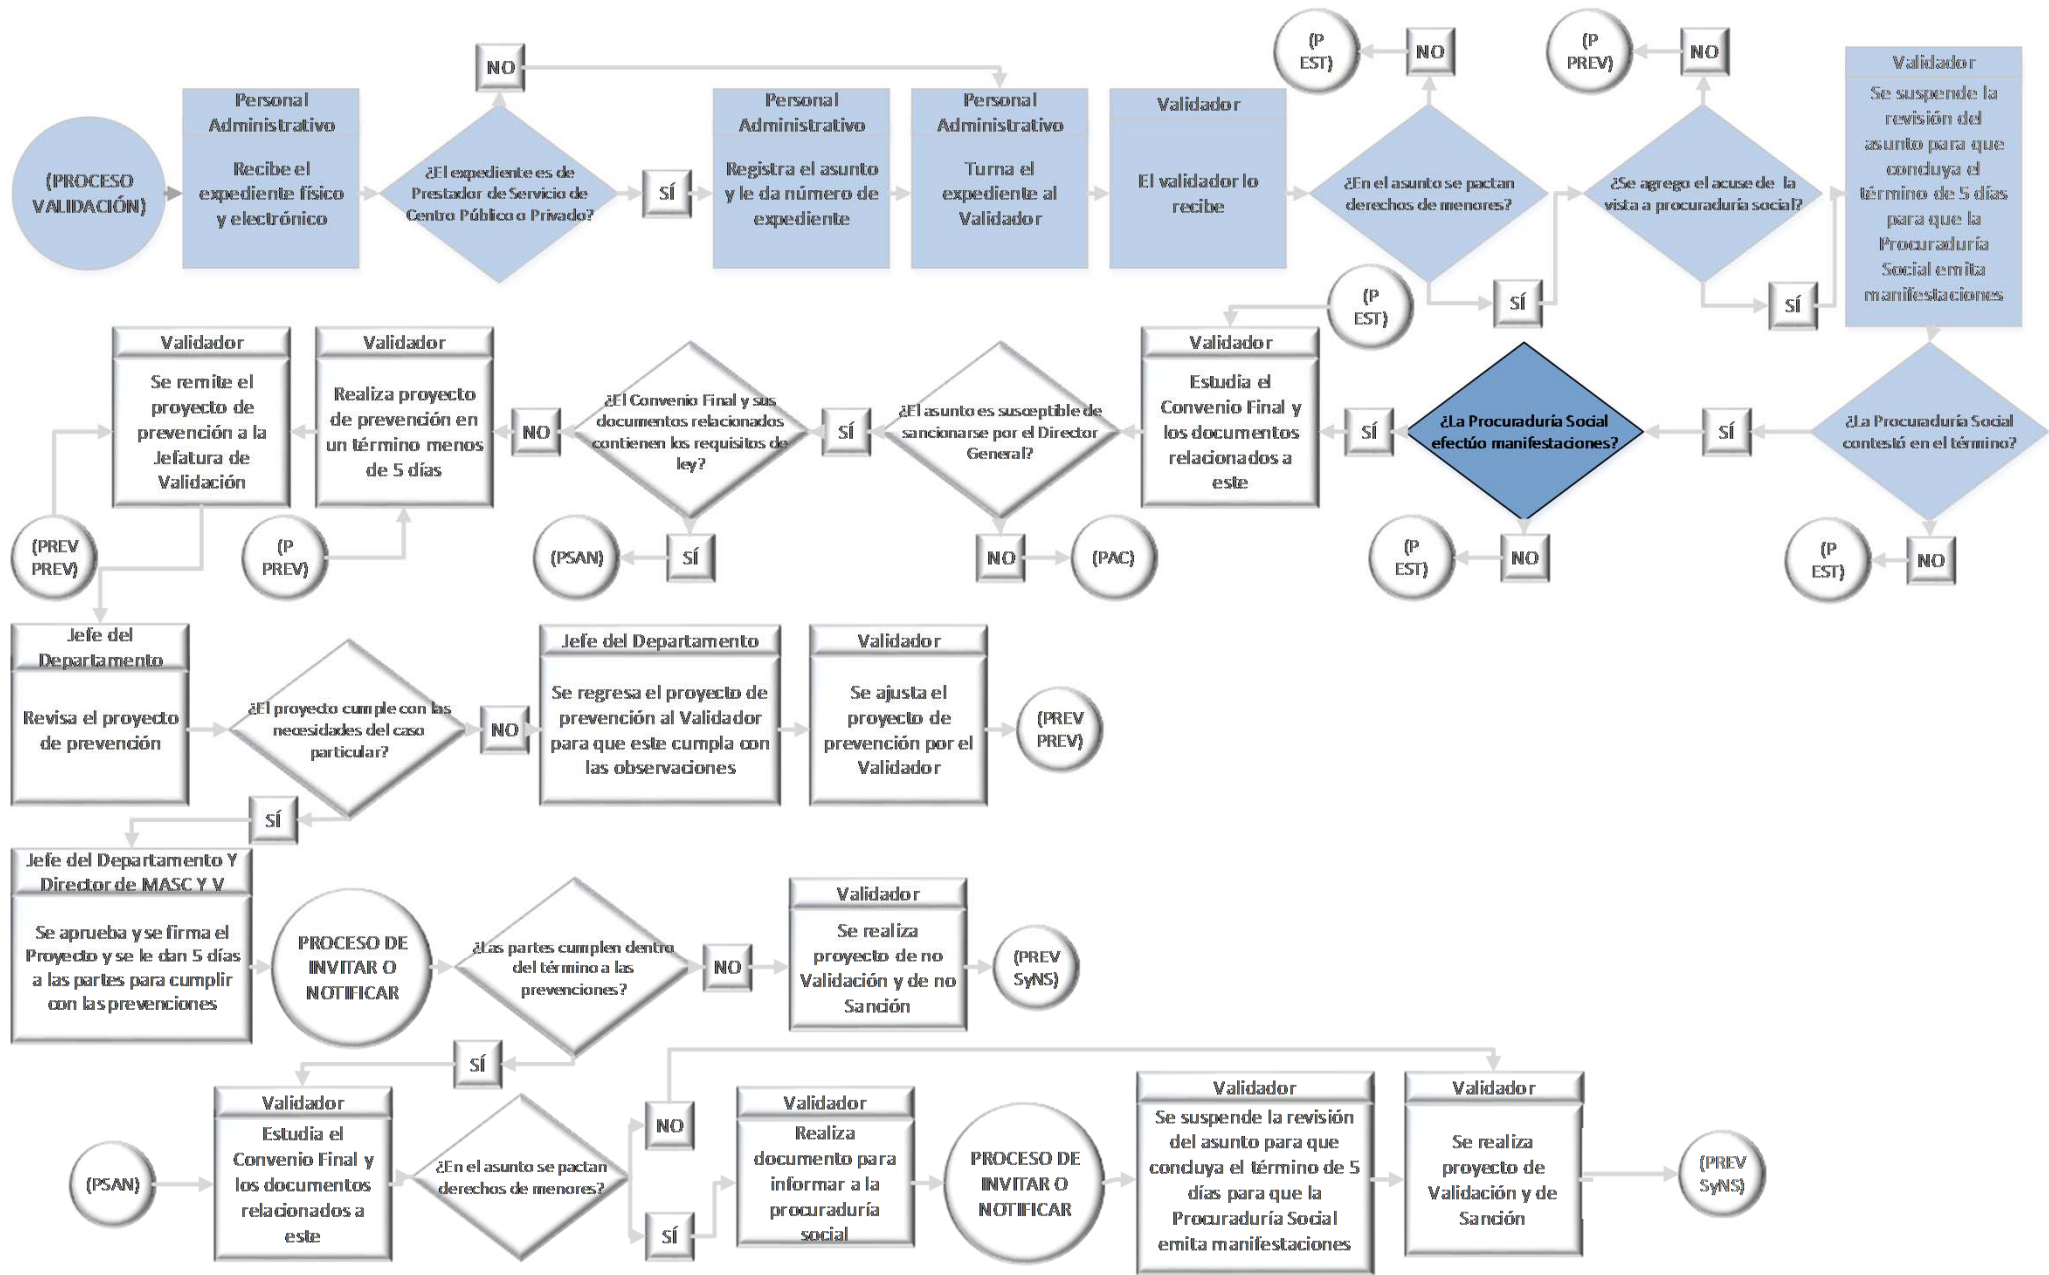 (PROCESO
VALIDACIÓN)
Personal
Administrativo
Recibe el
expediente físico
y electrónico
NO
¿El expediente es de
Prestador de Servicio de
Centro Público o Privado?
SÍ
Personal
Administrativo
Registra el asunto
y le da número de
expediente
Personal
Administrativo
Turna el
expediente al
Validador
Validador
El validador lo
recibe
(P
EST)
NO
¿En el asunto se pactan
derechos de menores?
SÍ
(P
PREV)
NO
¿Se agrego el acuse de la
vista a procuraduría social?
SÍ
Validador
Se suspende la
revisión del
asunto para que
concluya el
término de 5 días
para que la
Procuraduría
Social emita
manifestaciones
¿La Procuraduría Social
contestó en el término?
NO
(P
EST)
SÍ
¿La Procuraduría Social
efectúo manifestaciones?
NO
(P
EST)
SÍ
(P
EST)
Validador
Estudia el
Convenio Final y
los documentos
relacionados a
este
¿El asunto es susceptible de
sancionarse por el Director
General?
NO
(PAC)
SÍ
¿El Convenio Final y sus
documentos relacionados
contienen los requisitos de
ley?
SÍ
(PSAN)
NO
Validador
Realiza proyecto
de prevención en
un término menos
de 5 días
(P
PREV)
Validador
Se remite el
proyecto de
prevención a la
Jefatura de
Validación
(PREV
PREV)
Jefe del
Departamento
Revisa el proyecto
de prevención
¿El proyecto cumple con las
necesidades del caso
particular?
NO
Jefe del Departamento
Se regresa el proyecto de
prevención al Validador
para que este cumpla con
las observaciones
Validador
Se ajusta el
proyecto de
prevención por el
Validador
(PREV
PREV)
SÍ
Jefe del Departamento Y
Director de MASC Y V
Se aprueba y se firma el
Proyecto y se le dan 5 días
a las partes para cumplir
con las prevenciones
PROCESO DE
INVITAR O
NOTIFICAR
¿Las partes cumplen dentro
del término a las
prevenciones?
NO
Validador
Se realiza
proyecto de no
Validación y de no
Sanción
(PREV
SyNS)
SÍ
(PSAN)
Validador
Estudia el
Convenio Final y
los documentos
relacionados a
este
¿En el asunto se pactan
derechos de menores?
NO
SÍ
Validador
Realiza
documento para
informar a la
procuraduría
social
PROCESO DE
INVITAR O
NOTIFICAR
Validador
Se suspende la revisión
del asunto para que
concluya el término de 5
días para que la
Procuraduría Social
emita manifestaciones
Validador
Se realiza
proyecto de
Validación y de
Sanción
(PREV
SyNS)